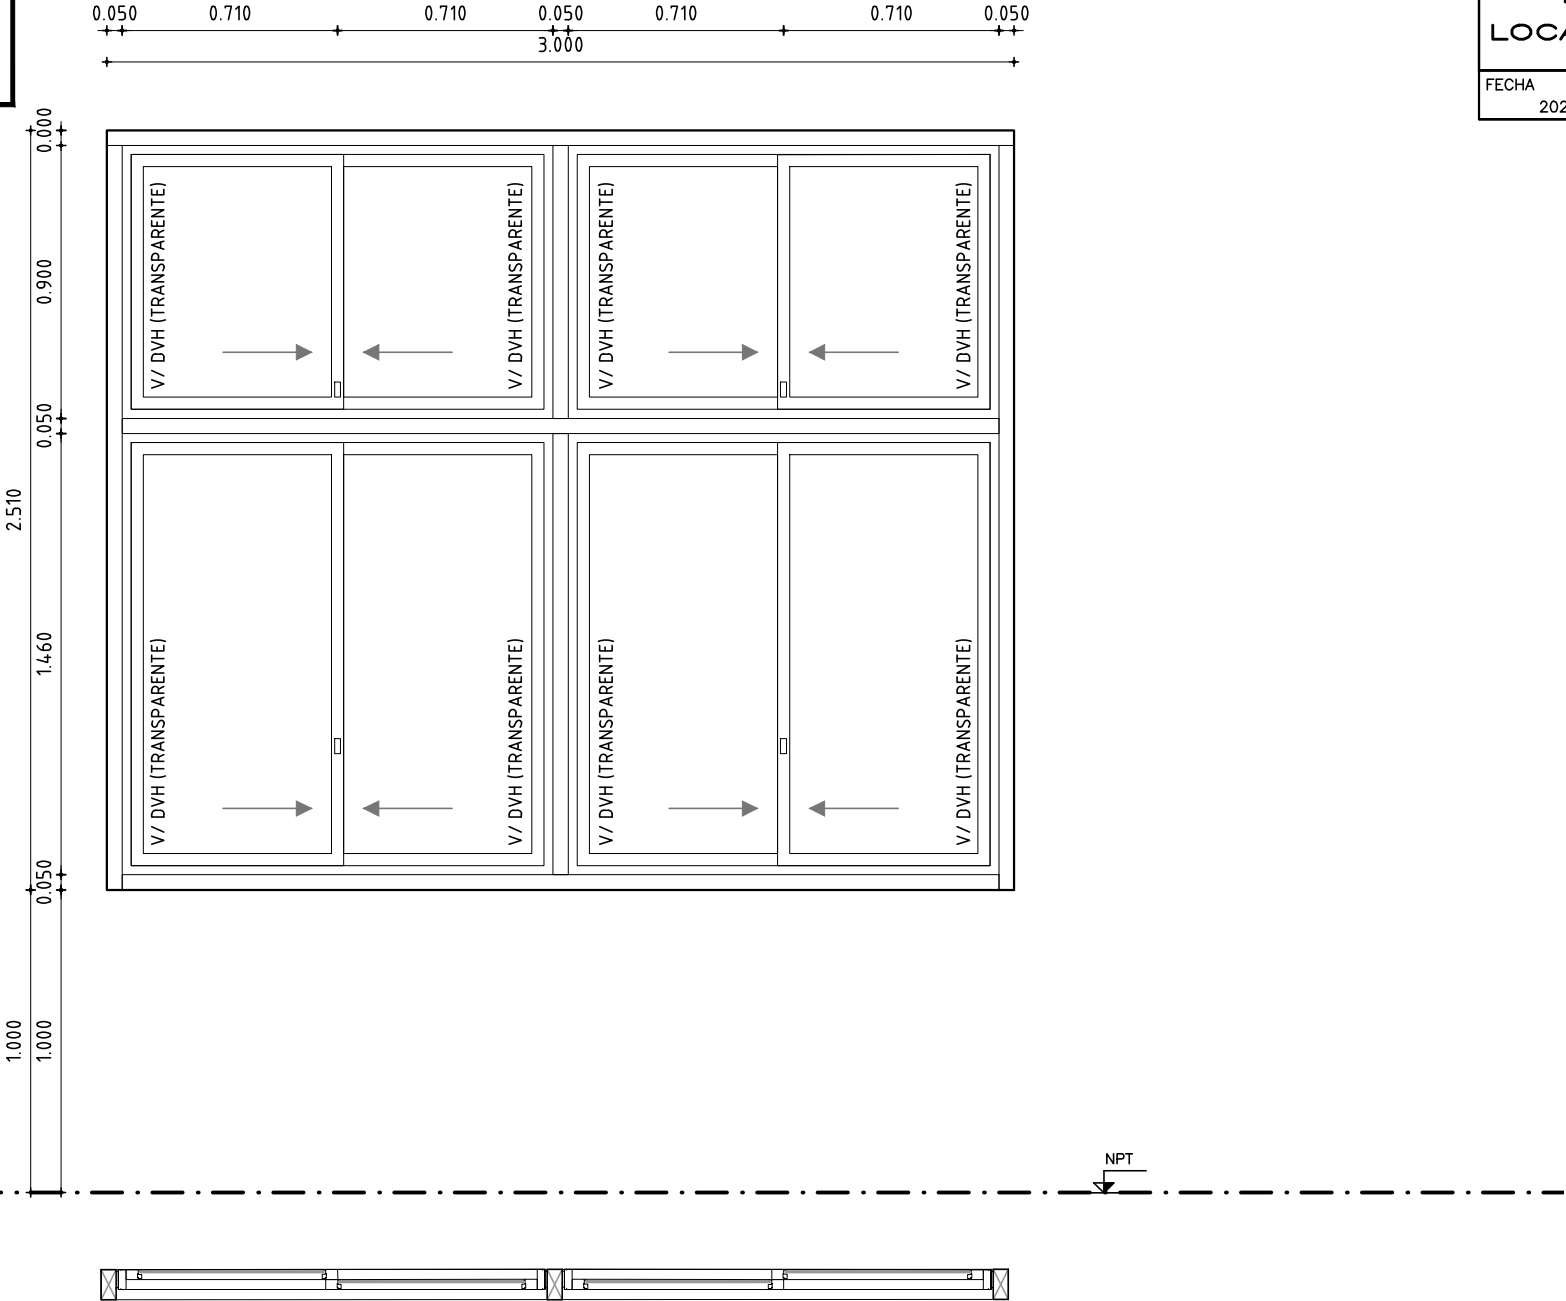 0.050 0.710 0.710 0.050 0.710 0.710 0.050
3.000
LOCA
FECHA
202
0.000
0.900
0.050
2.510
1.460
0.050
1.000
1.000
V/ DVH (TRANSPARENTE)
V/ DVH (TRANSPARENTE)
V/ DVH (TRANSPARENTE)
V/ DVH (TRANSPARENTE)
V/ DVH (TRANSPARENTE)
V/ DVH (TRANSPARENTE)
V/ DVH (TRANSPARENTE)
V/ DVH (TRANSPARENTE)
NPT